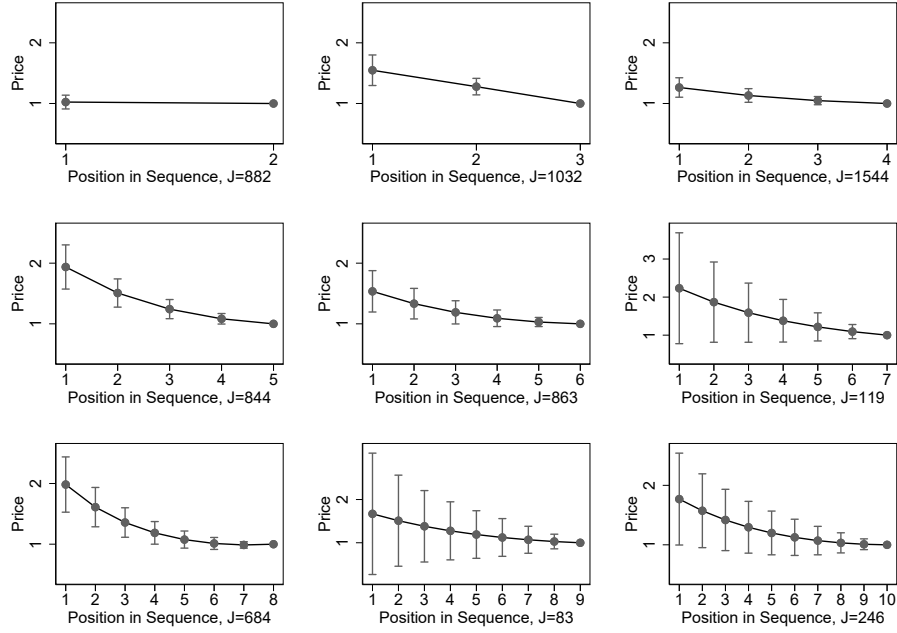 Price
2
1
1 2
Position in Sequence, J=882
Price
2
1
1 2 3
Position in Sequence, J=1032
Price
2
1
1 2 3 4
Position in Sequence, J=1544
Price
2
1
1 2 3 4 5
Position in Sequence, J=844
Price
2
1
1 2 3 4 5 6
Position in Sequence, J=863
Price
3
2
1
1 2 3 4 5 6 7
Position in Sequence, J=119
Price
2
1
1 2 3 4 5 6 7 8
Position in Sequence, J=684
Price
2
1
1 2 3 4 5 6 7 8 9
Position in Sequence, J=83
Price
2
1
1 2 3 4 5 6 7 8 9 10
Position in Sequence, J=246